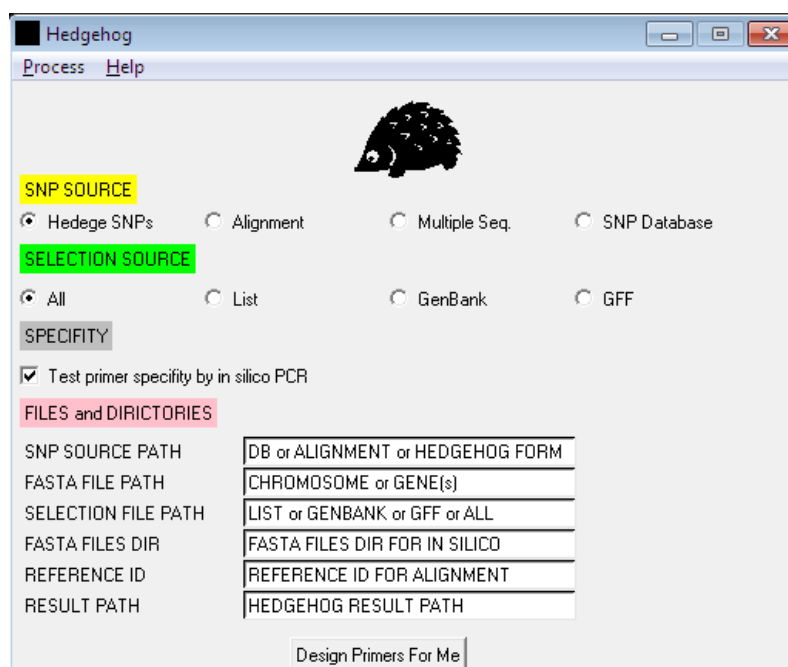 Hedgehog
Process Help
SNP SOURCE
Hedege SNPs Alignment Multiple Seq. SNP Database
SELECTION SOURCE
All List GenBank GFF
SPECIFITY
Test primer specifity by in silico PCR
FILES and DIRICTORIES
SNP SOURCE PATH DB or ALIGNMENT or HEDGEHOG FORM
FASTA FILE PATH CHROMOSOME or GENE(s)
SELECTION FILE PATH LIST or GENBANK or GFF or ALL
FASTA FILES DIR FASTA FILES DIR FOR IN SILICO
REFERENCE ID REFERENCE ID FOR ALIGNMENT
RESULT PATH HEDGEHOG RESULT PATH
Design Primers For Me